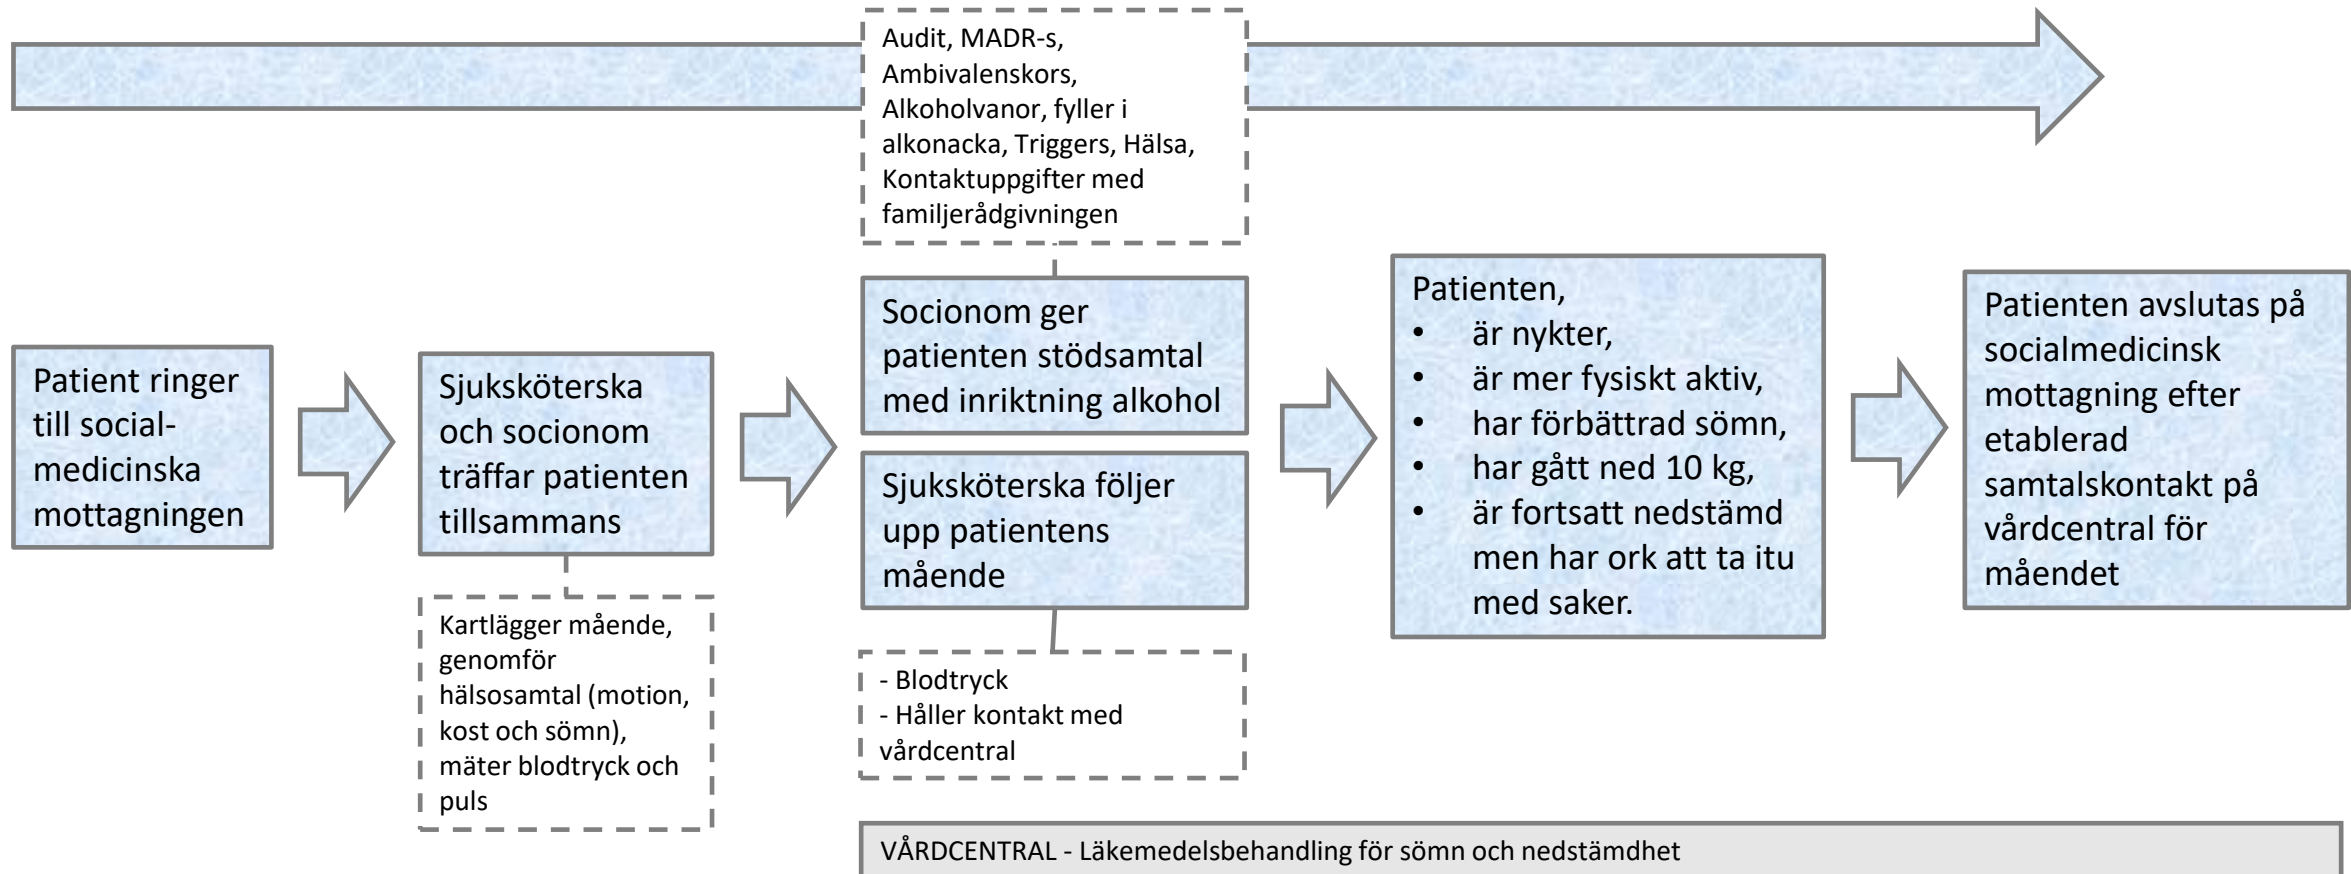 Audit, MADR-s,
Ambivalenskors,
Alkoholvanor, fyller i
alkonacka, Triggers, Hälsa,
Kontaktuppgifter med
familjerådgivningen
Patient ringer
till social-
medicinska
mottagningen
Sjuksköterska
och socionom
träffar patienten
tillsammans
Kartlägger mående,
genomför
hälsosamtal (motion,
kost och sömn),
mäter blodtryck och
puls
Socionom ger
patienten stödsamtal
med inriktning alkohol
Sjuksköterska följer
upp patientens
mående
- Blodtryck
- Håller kontakt med
vårdcentral
Patienten,
• är nykter,
• är mer fysiskt aktiv,
• har förbättrad sömn,
• har gått ned 10 kg,
• är fortsatt nedstämd
men har ork att ta itu
med saker.
Patienten avslutas på
socialmedicinsk
mottagning efter
etablerad
samtalskontakt på
vårdcentral för
måendet
VÅRDCENTRAL - Läkemedelsbehandling för sömn och nedstämdhet